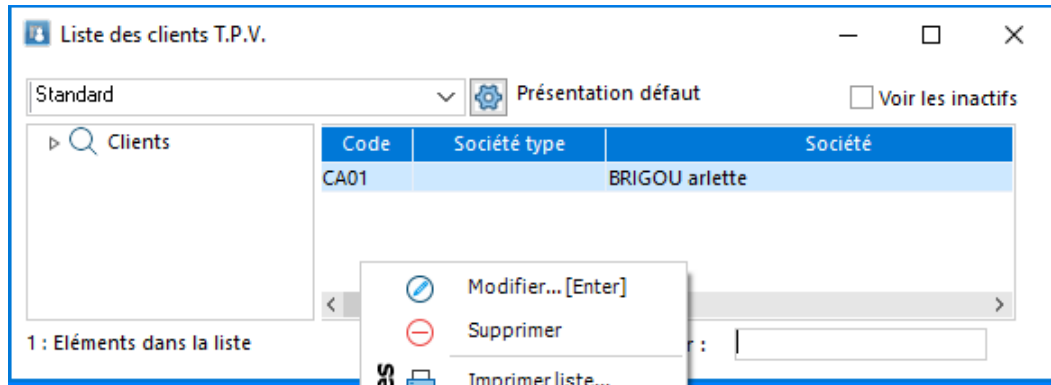 Liste des clients T.P.V.
Standard
Présentation défaut
Voir les inactifs
Clients
Code Société type Société
CA01 BRIGOU arlette
Modifier... [Enter]
Supprimer
1 : Eléments dans la liste
r :
Imprimer liste...